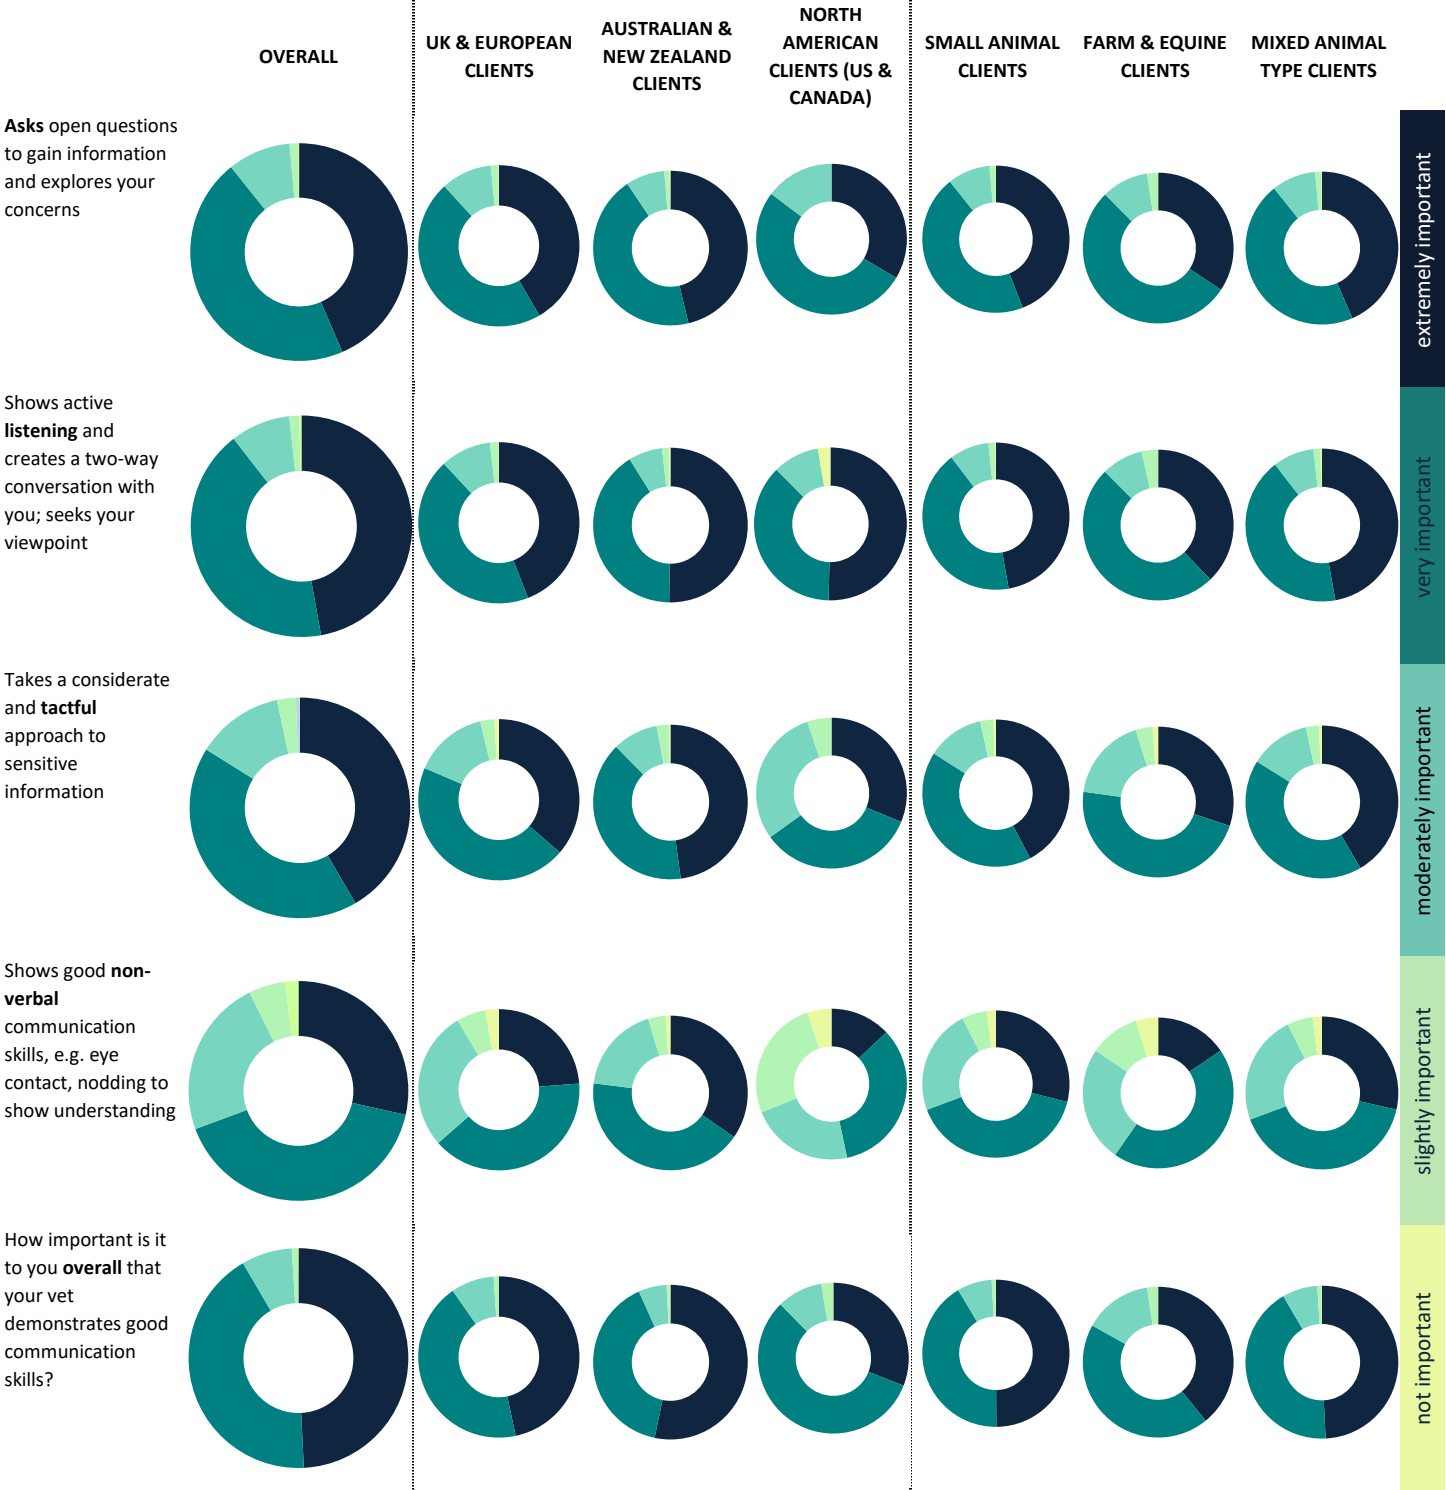 OVERALL
UK & EUROPEAN
CLIENTS
AUSTRALIAN &
NEW ZEALAND
CLIENTS
NORTH
AMERICAN
CLIENTS (US &
CANADA)
SMALL ANIMAL
CLIENTS
FARM & EQUINE
CLIENTS
MIXED ANIMAL
TYPE CLIENTS
Asks open questions
to gain information
and explores your
concerns
extremely important
Shows active
listening and
creates a two-way
conversation with
you; seeks your
viewpoint
very important
Takes a considerate
and tactful
approach to
sensitive
information
moderately important
Shows good non-
verbal
communication
skills, e.g. eye
contact, nodding to
show understanding
slightly important
How important is it
to you overall that
your vet
demonstrates good
communication
skills?
not important